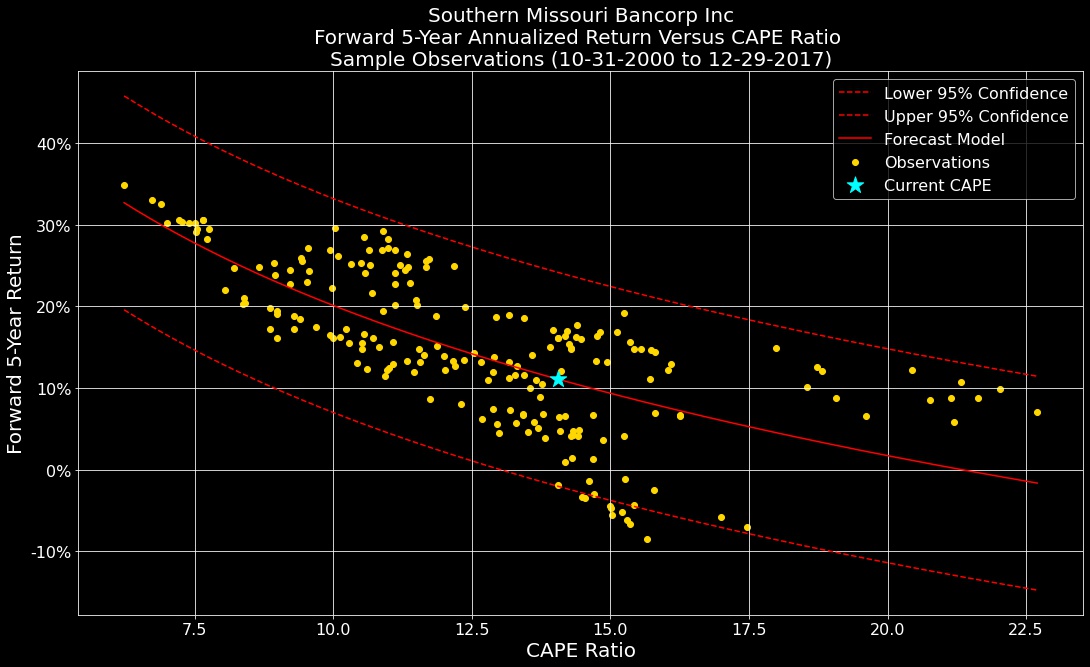 Southern Missouri Bancorp Inc
Forward 5-Year Annualized Return Versus CAPE Ratio
Sample Observations (10-31-2000 to 12-29-2017)
Lower 95% Confidence
Upper 95% Confidence
Forecast Model
Observations
Current CAPE
Forward 5-Year Return
40%
30%
20%
10%
0%
-10%
7.5
10.0
12.5
15.0
17.5
20.0
22.5
CAPE Ratio